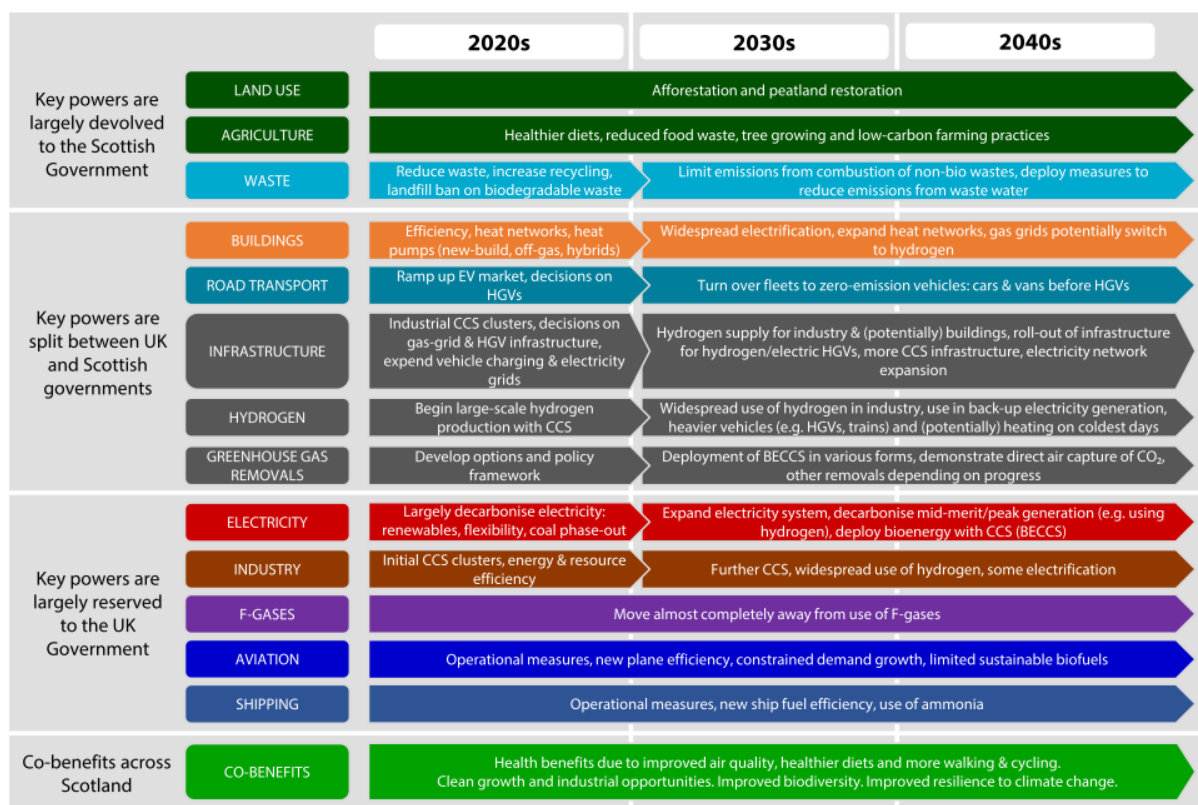 2020s
2030s
2040s
Key powers are
largely devolved
to the Scottish
Government
LAND USE
Afforestation and peatland restoration
AGRICULTURE
Healthier diets, reduced food waste, tree growing and low-carbon farming practices
WASTE
Reduce waste, increase recycling,
landfill ban on biodegradable waste
Limit emissions from combustion of non-bio wastes, deploy measures to
reduce emissions from waste water
Key powers are
split between UK
and Scottish
governments
BUILDINGS
Efficiency, heat networks, heat
pumps (new-build, off-gas, hybrids)
Widespread electrification, expand heat networks, gas grids potentially switch
to hydrogen
ROAD TRANSPORT
Ramp up EV market, decisions on
HGVs
Turn over fleets to zero-emission vehicles: cars & vans before HGVs
INFRASTRUCTURE
Industrial CCS clusters, decisions on
gas-grid & HGV infrastructure,
expend vehicle charging & electricity
grids
Hydrogen supply for industry & (potentially) buildings, roll-out of infrastructure
for hydrogen/electric HGVs, more CCS infrastructure, electricity network
expansion
HYDROGEN
Begin large-scale hydrogen
production with CCS
Widespread use of hydrogen in industry, use in back-up electricity generation,
heavier vehicles (e.g. HGVs, trains) and (potentially) heating on coldest days
GREENHOUSE GAS
REMOVALS
Develop options and policy
framework
Deployment of BECCS in various forms, demonstrate direct air capture of CO₂,
other removals depending on progress
Key powers are
largely reserved
to the UK
Government
ELECTRICITY
Largely decarbonise electricity:
renewables, flexibility, coal phase-out
Expand electricity system, decarbonise mid-merit/peak generation (e.g. using
hydrogen), deploy bioenergy with CCS (BECCS)
INDUSTRY
Initial CCS clusters, energy & resource
efficiency
Further CCS, widespread use of hydrogen, some electrification
F-GASES
Move almost completely away from use of F-gases
AVIATION
Operational measures, new plane efficiency, constrained demand growth, limited sustainable biofuels
SHIPPING
Operational measures, new ship fuel efficiency, use of ammonia
Co-benefits across
Scotland
CO-BENEFITS
Health benefits due to improved air quality, healthier diets and more walking & cycling.
Clean growth and industrial opportunities. Improved biodiversity. Improved resilience to climate change.